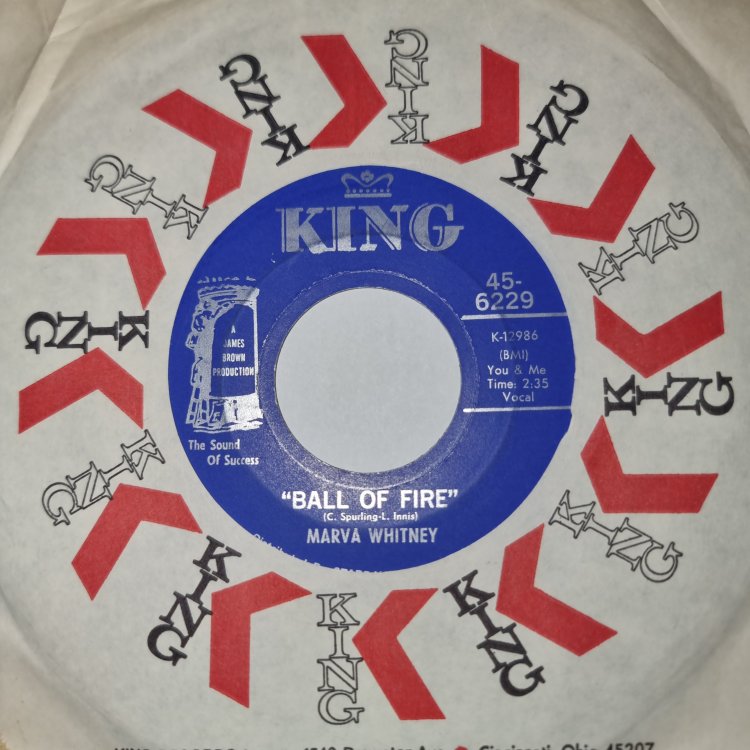 KING
KING
KING
KING
KING
KING
KING
KING
KING
KING
KING
KING
KING
45-
6229
K-12986
(BMI)
You & Me
Time: 2:35
Vocal
A
JAMES
BROWN
PRODUCTION
The Sound
Of Success
"BALL OF FIRE"
(C. Spurling-L. Innis)
MARVA WHITNEY
Cincinnati, Ohio 45207